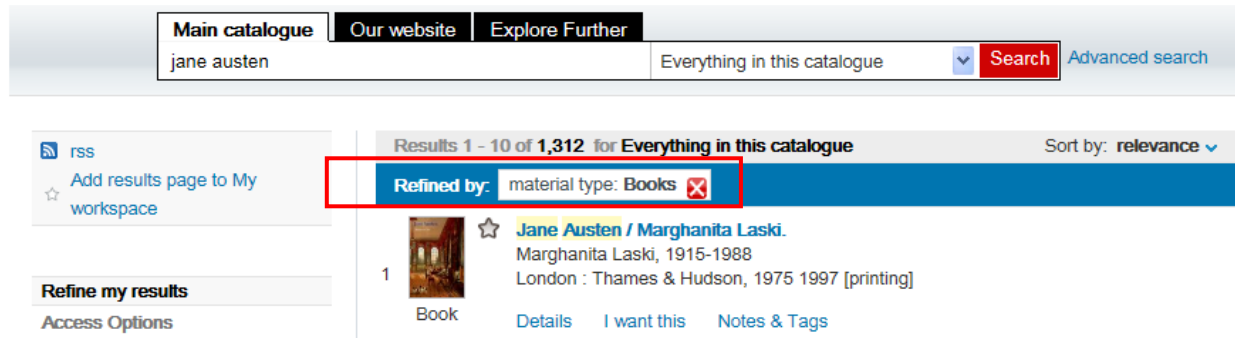 Main catalogue Our website Explore Further
jane austen Everything in this catalogue Search Advanced search
rss
Add results page to My
workspace
Refine my results
Access Options
Results 1 - 10 of 1,312 for Everything in this catalogue Sort by: relevance
Refined by: material type: Books
1
Book
Jane Austen / Marghanita Laski.
Marghanita Laski, 1915-1988
London : Thames & Hudson, 1975 1997 [printing]
Details I want this Notes & Tags